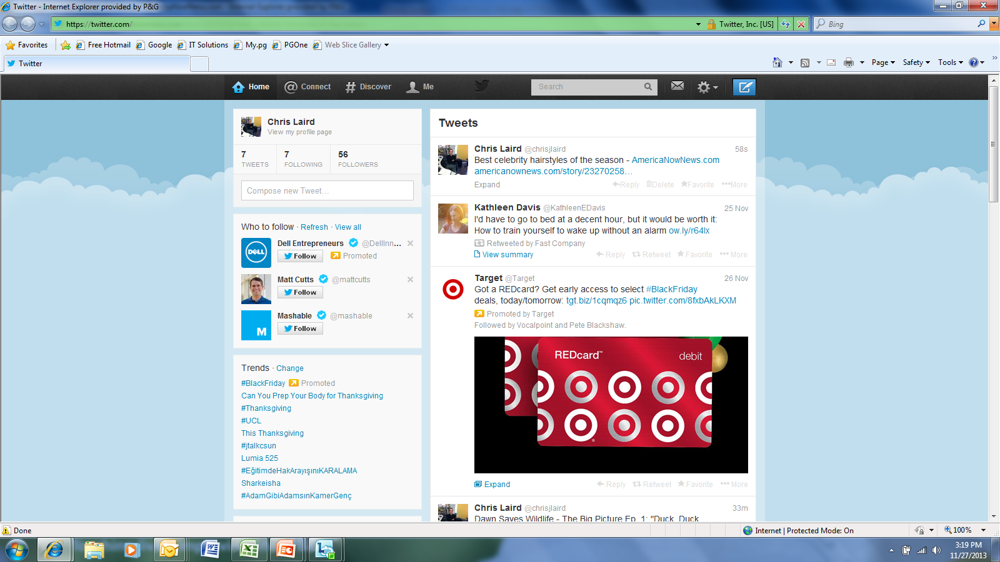 Twitter - Internet Explorer provided by P&G
https://twitter.com/
Twitter, Inc. [US]
Bing
Favorites
Free Hotmail
Google
IT Solutions
My.pg
PGOne
Web Slice Gallery
Twitter
Page
Safety
Tools
Home
Connect
Discover
Me
Search
Chris Laird
View my profile page
7 7 56
TWEETS FOLLOWING FOLLOWERS
Compose new Tweet...
Who to follow · Refresh · View all
Dell Entrepreneurs @DellInn...
DELL
Follow Promoted
Matt Cutts @mattcutts
Follow
Mashable @mashable
Follow
M
Trends · Change
#BlackFriday Promoted
Can You Prep Your Body for Thanksgiving
#Thanksgiving
#UCL
This Thanksgiving
#jtalkcsun
Lumia 525
#EğitimdeHakArayışınıKARALAMA
Sharkeisha
#AdamGibiAdamsınKamerGenç
Tweets
Chris Laird @chrisjlaird 58s
Best celebrity hairstyles of the season - AmericaNowNews.com
americanownews.com/story/23270258...
Expand Reply Delete Favorite More
Kathleen Davis @KathleenEDavis 25 Nov
I'd have to go to bed at a decent hour, but it would be worth it:
How to train yourself to wake up without an alarm ow.ly/r64lx
Retweeted by Fast Company
View summary Reply Retweet Favorite More
Target @Target 26 Nov
Got a REDcard? Get early access to select #BlackFriday
deals, today/tomorrow: tgt.biz/1cqmqz6 pic.twitter.com/8fxbAkLKXM
Promoted by Target
Followed by Vocalpoint and Pete Blackshaw.
REDcard™ debit
Expand Reply Retweet Favorite More
Chris Laird @chrisjlaird 33m
Dawn Saves Wildlife - The Big Picture Ep. 1: "Duck, Duck
Done
Internet | Protected Mode: On
100%
3:19 PM
11/27/2013